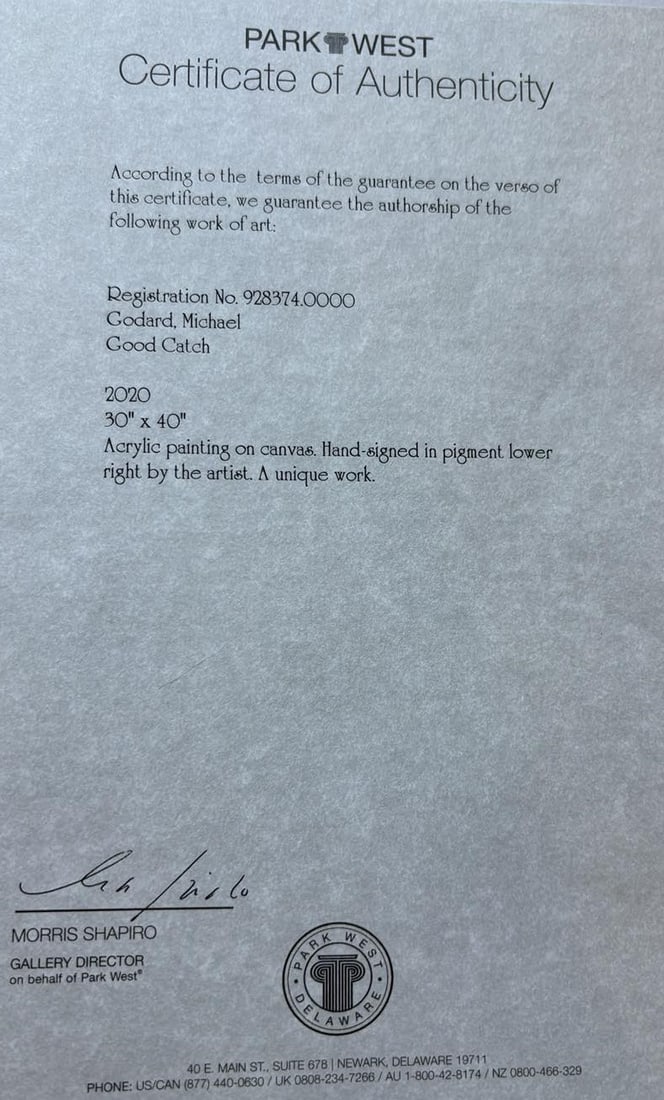 PARK WEST
Certificate of Authenticity
According to the terms of the guarantee on the verso of
this certificate, we guarantee the authorship of the
following work of art:
Registration No. 928374.0000
Godard, Michael
Good Catch
2020
30" x 40"
Acrylic painting on canvas. Hand-signed in pigment lower
right by the artist. A unique work.
MORRIS SHAPIRO
GALLERY DIRECTOR
on behalf of Park West®
PARK WEST
DELAWARE
40 E. MAIN ST., SUITE 678 | NEWARK, DELAWARE 19711
PHONE: US/CAN (877) 440-0630 / UK 0808-234-7266 / AU 1-800-42-8174 / NZ 0800-466-329